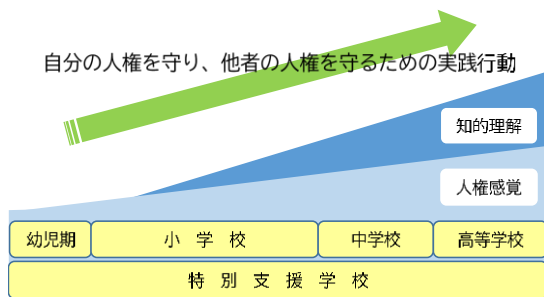 自分の人権を守り、他者の人権を守るための実践行動
知的理解
人権感覚
幼児期 小 学 校 中学校 高等学校
特 別 支 援 学 校